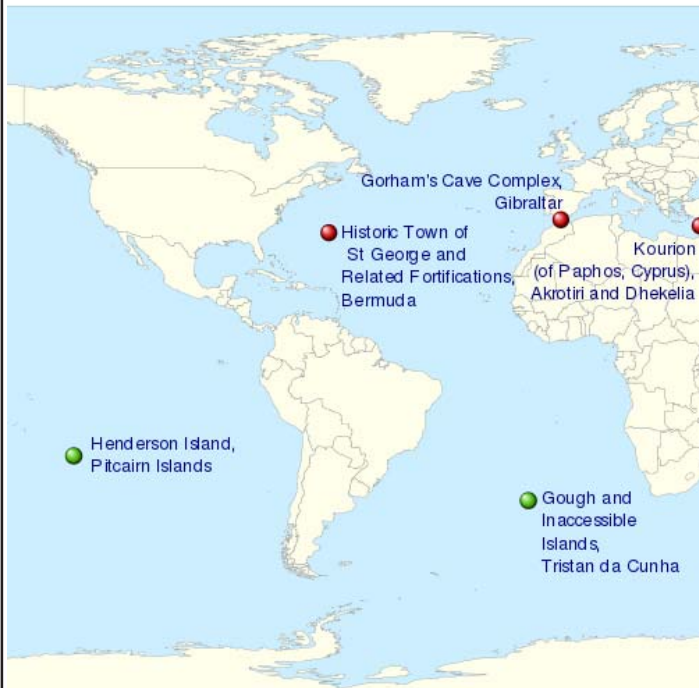 Gorham's Cave Complex,
Gibraltar
Historic Town of
St George and
Related Fortifications,
Bermuda
Kourion
(of Paphos, Cyprus),
Akrotiri and Dhekelia
Henderson Island,
Pitcairn Islands
Gough and
Inaccessible
Islands,
Tristan da Cunha